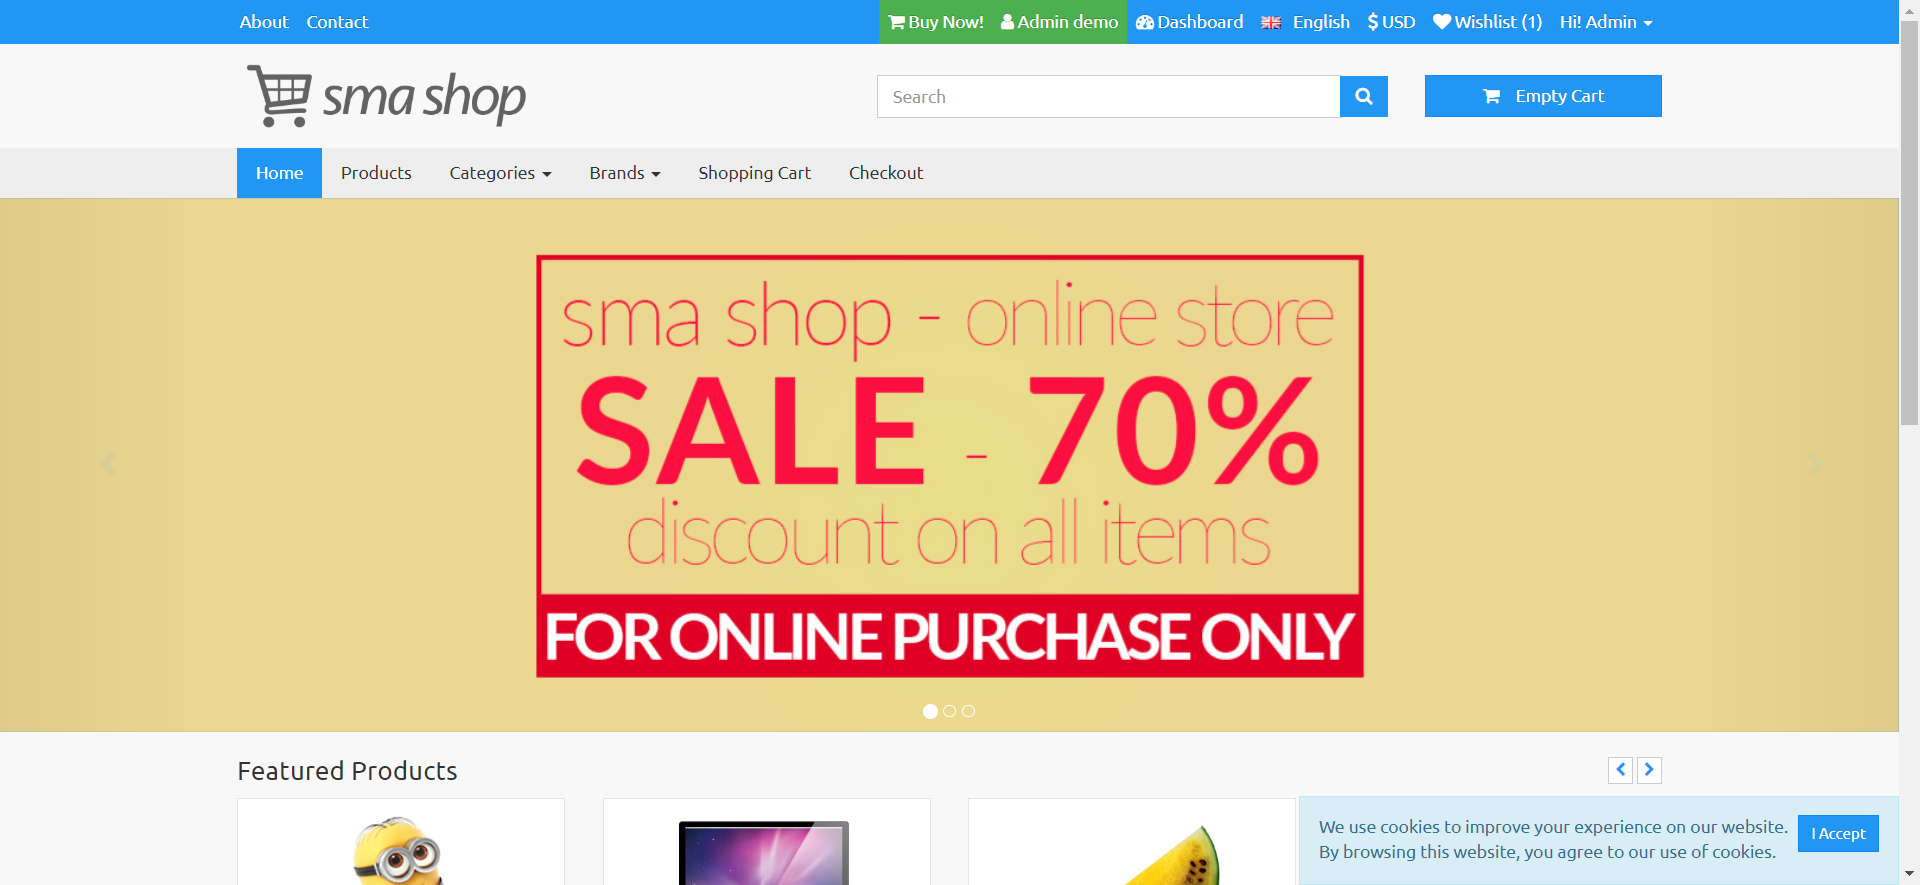 About Contact Buy Now! Admin demo Dashboard English $ USD Wishlist (1) Hi! Admin
sma shop Search Empty Cart
Home Products Categories Brands Shopping Cart Checkout
sma shop - online store
SALE - 70%
discount on all items
FOR ONLINE PURCHASE ONLY
Featured Products
We use cookies to improve your experience on our website.
By browsing this website, you agree to our use of cookies.
I Accept